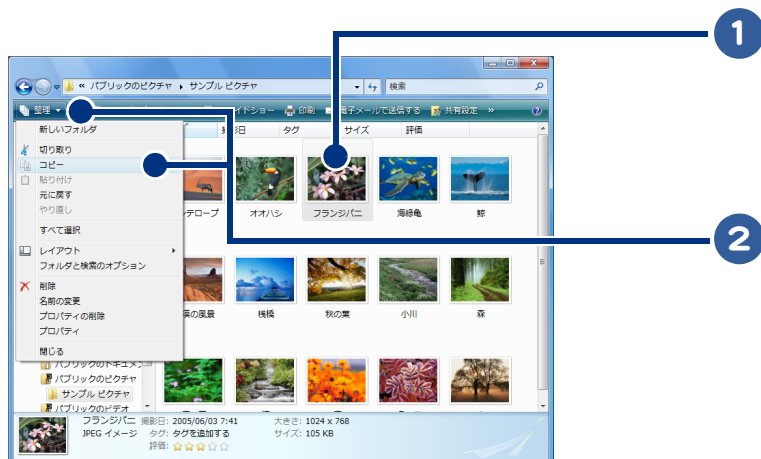 1
« パブリックのピクチャ ▸ サンプル ピクチャ
検索
整理
イドショー 印刷 電子メールで送信する 共有設定 »
新しいフォルダ
切り取り
コピー
貼り付け
元に戻す
やり直し
すべて選択
レイアウト
フォルダと検索のオプション
削除
名前の変更
プロパティの削除
プロパティ
閉じる
影日 タグ サイズ 評価
テロープ オオハシ フランジパニ 海緑亀 鯨
2
の風景 桟橋 秋の葉 小川 森
パブリックのドキュメン
パブリックのピクチャ
サンプル ピクチャ
パブリックのビデオ
フランジパニ 撮影日: 2005/06/03 7:41 大きさ: 1024 x 768
JPEG イメージ タグ: タグを追加する サイズ: 105 KB
評価: